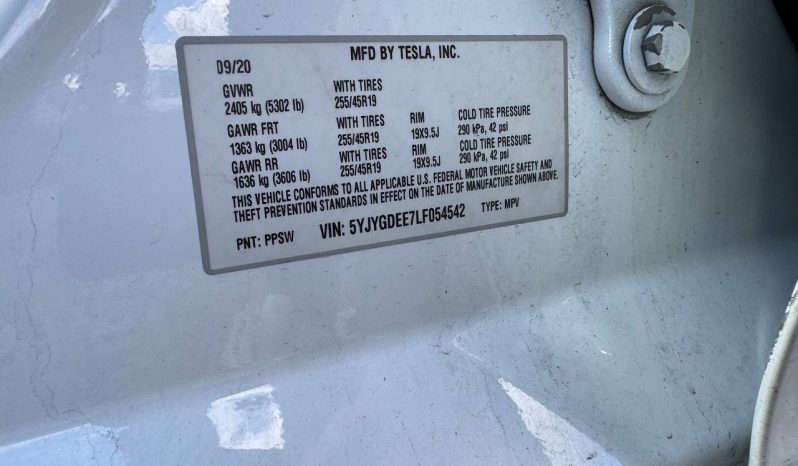 MFD BY TESLA, INC.
09/20
GVWR WITH TIRES
2405 kg (5302 lb) 255/45R19
GAWR FRT WITH TIRES RIM COLD TIRE PRESSURE
1363 kg (3004 lb) 255/45R19 19X9.5J 290 kPa, 42 psi
GAWR RR WITH TIRES RIM COLD TIRE PRESSURE
1636 kg (3606 lb) 255/45R19 19X9.5J 290 kPa, 42 psi
THIS VEHICLE CONFORMS TO ALL APPLICABLE U.S. FEDERAL MOTOR VEHICLE SAFETY AND
THEFT PREVENTION STANDARDS IN EFFECT ON THE DATE OF MANUFACTURE SHOWN ABOVE.
PNT: PPSW VIN: 5YJYGDEE7LF054542 TYPE: MPV